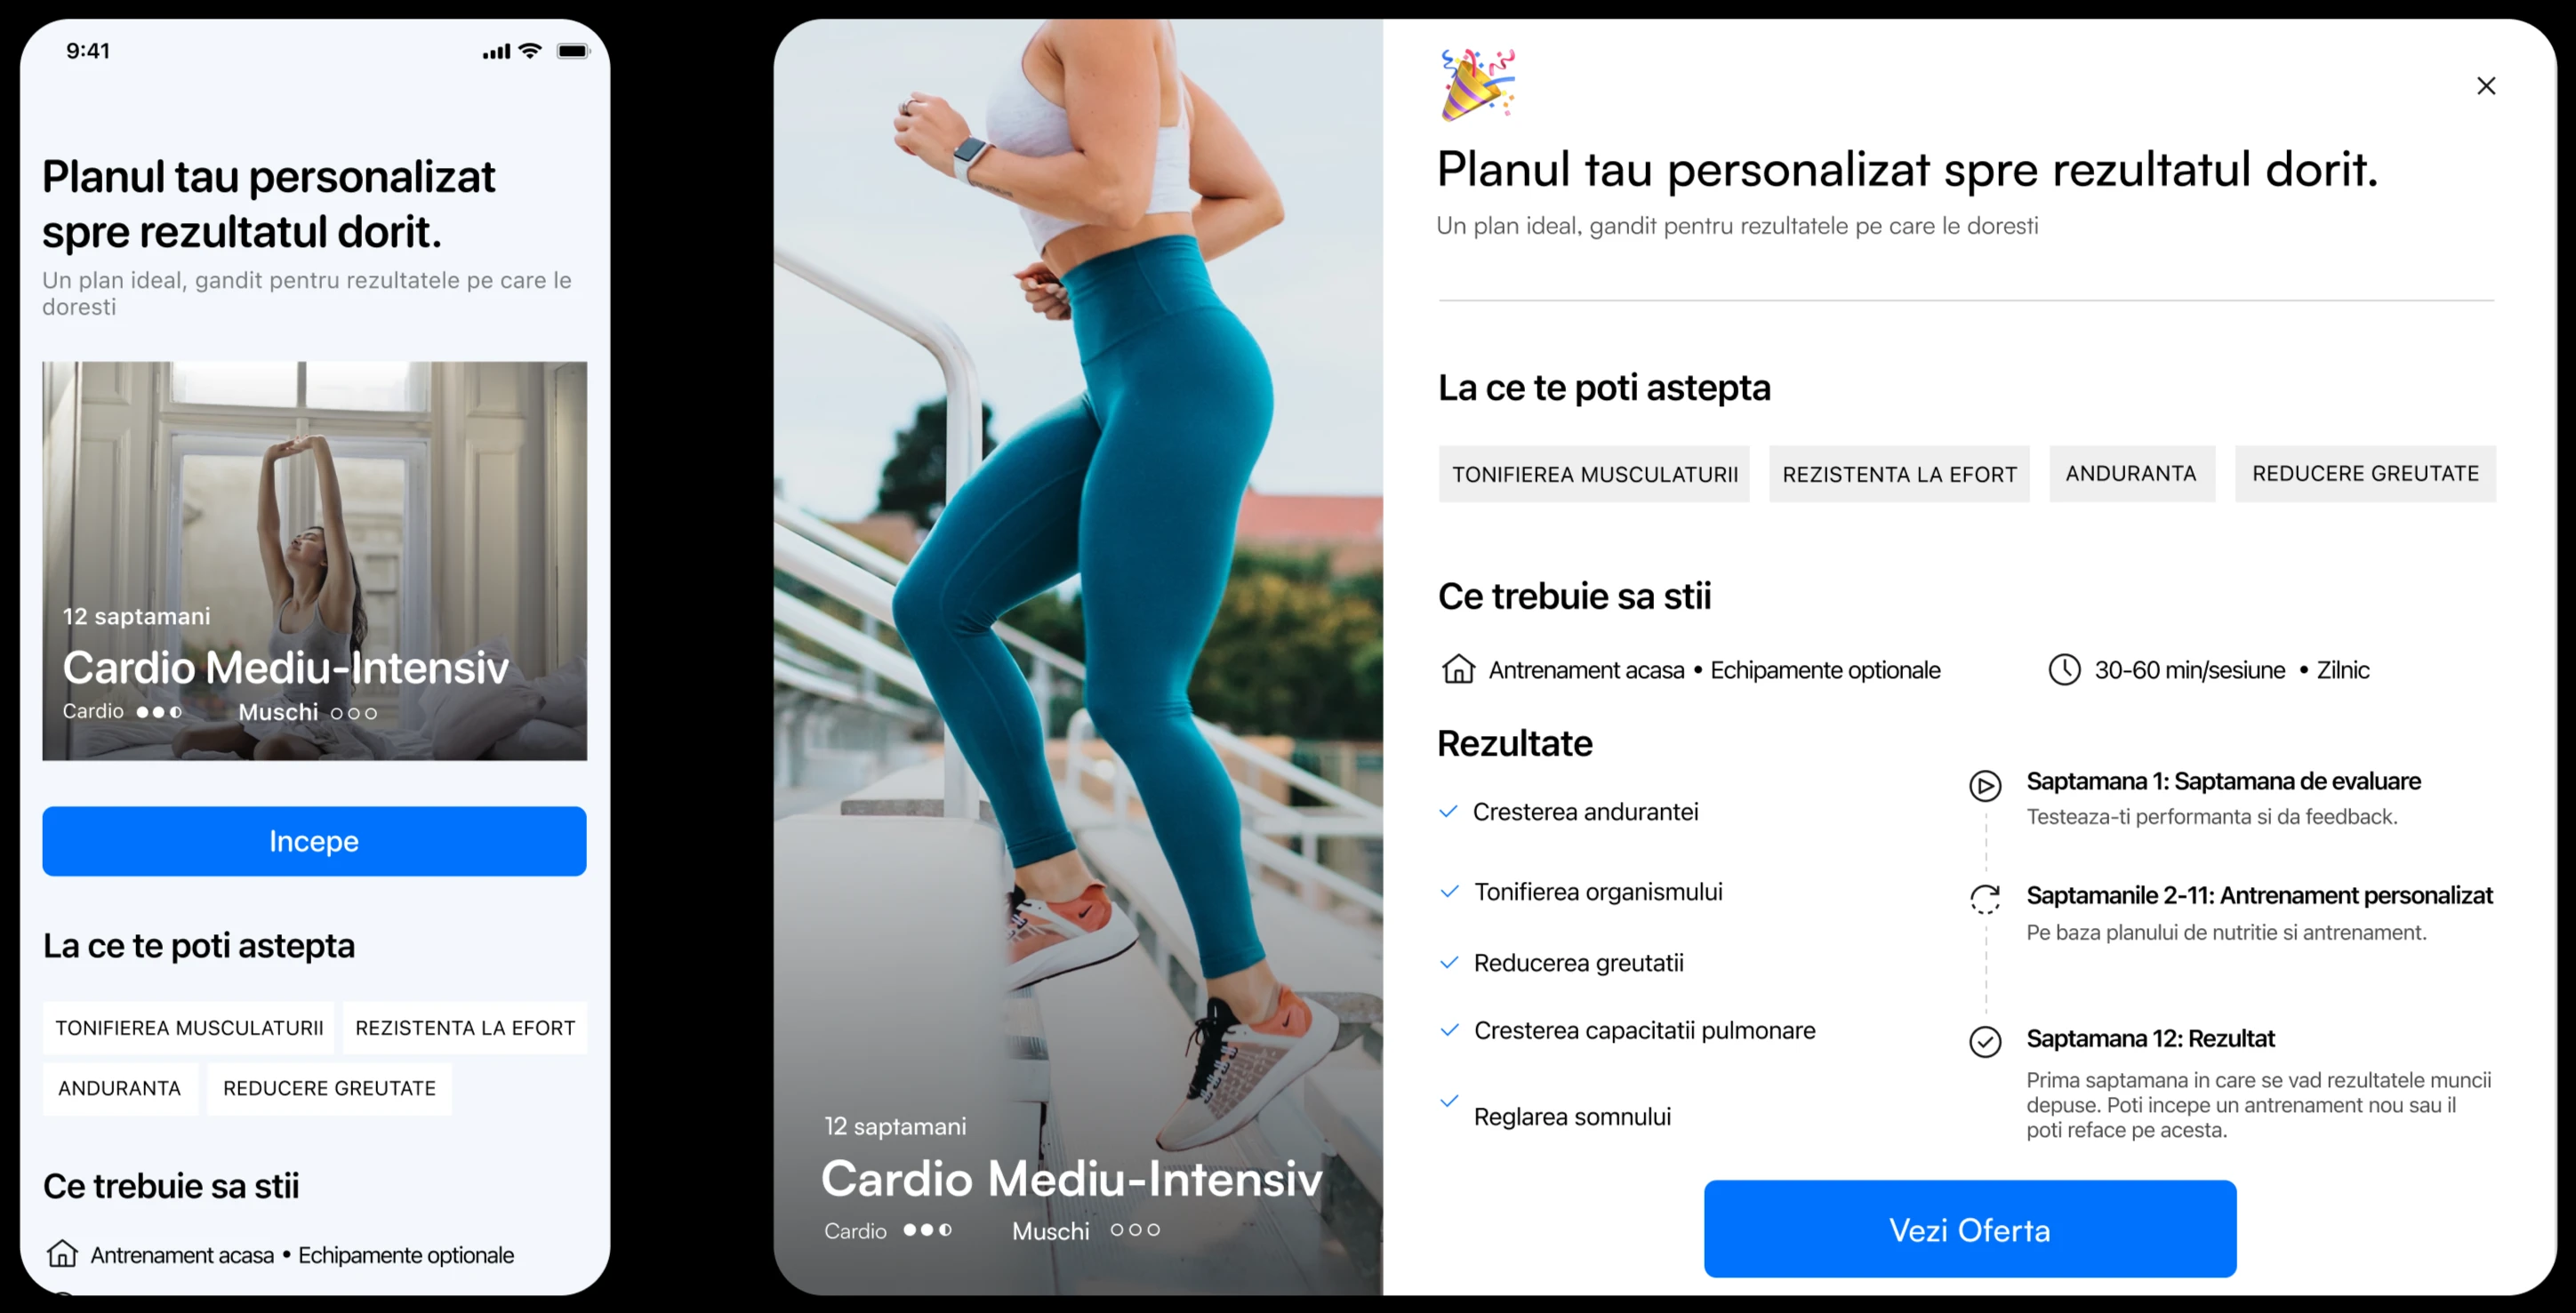 9:41
Planul tau personalizat
spre rezultatul dorit.
Un plan ideal, gandit pentru rezultatele pe care le
doresti
12 saptamani
Cardio Mediu-Intensiv
Cardio
Muschi
Incepe
La ce te poti astepta
TONIFIEREA MUSCULATURII
REZISTENTA LA EFORT
ANDURANTA
REDUCERE GREUTATE
Ce trebuie sa stii
Antrenament acasa • Echipamente optionale
12 saptamani
Cardio Mediu-Intensiv
Cardio
Muschi
Planul tau personalizat spre rezultatul dorit.
Un plan ideal, gandit pentru rezultatele pe care le doresti
La ce te poti astepta
TONIFIEREA MUSCULATURII
REZISTENTA LA EFORT
ANDURANTA
REDUCERE GREUTATE
Ce trebuie sa stii
Antrenament acasa • Echipamente optionale
30-60 min/sesiune • Zilnic
Rezultate
Cresterea andurantei
Tonifierea organismului
Reducerea greutatii
Cresterea capacitatii pulmonare
Reglarea somnului
Saptamana 1: Saptamana de evaluare
Testeaza-ti performanta si da feedback.
Saptamanile 2-11: Antrenament personalizat
Pe baza planului de nutritie si antrenament.
Saptamana 12: Rezultat
Prima saptamana in care se vad rezultatele muncii
depuse. Poti incepe un antrenament nou sau il
poti reface pe acesta.
Vezi Oferta